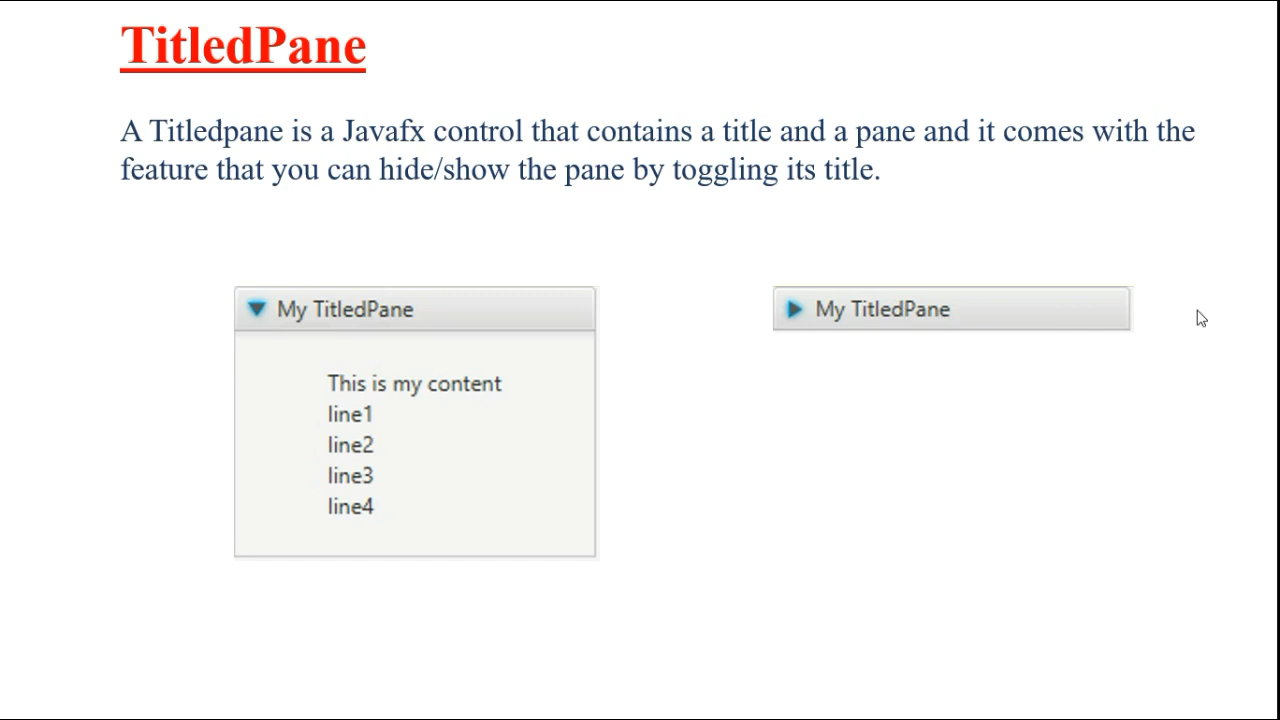 TitledPane
A Titledpane is a Javafx control that contains a title and a pane and it comes with the
feature that you can hide/show the pane by toggling its title.
My TitledPane
This is my content
line1
line2
line3
line4
My TitledPane